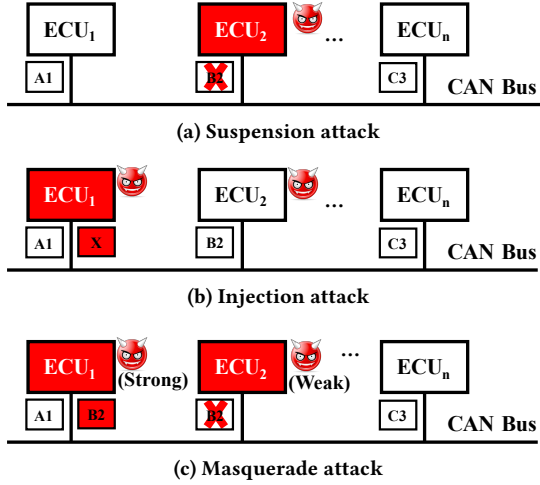 ECU1 ECU2 ... ECUn
A1 B2 C3 CAN Bus
(a) Suspension attack
ECU1 ECU2 ... ECUn
A1 X B2 C3 CAN Bus
(b) Injection attack
ECU1 (Strong) ECU2 (Weak) ... ECUn
A1 B2 B2 C3 CAN Bus
(c) Masquerade attack